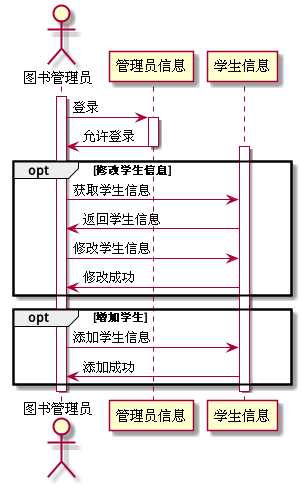 图书管理员
管理员信息
学生信息
登录
允许登录
opt [修改学生信息]
获取学生信息
返回学生信息
修改学生信息
修改成功
opt [增加学生]
添加学生信息
添加成功
图书管理员
管理员信息
学生信息